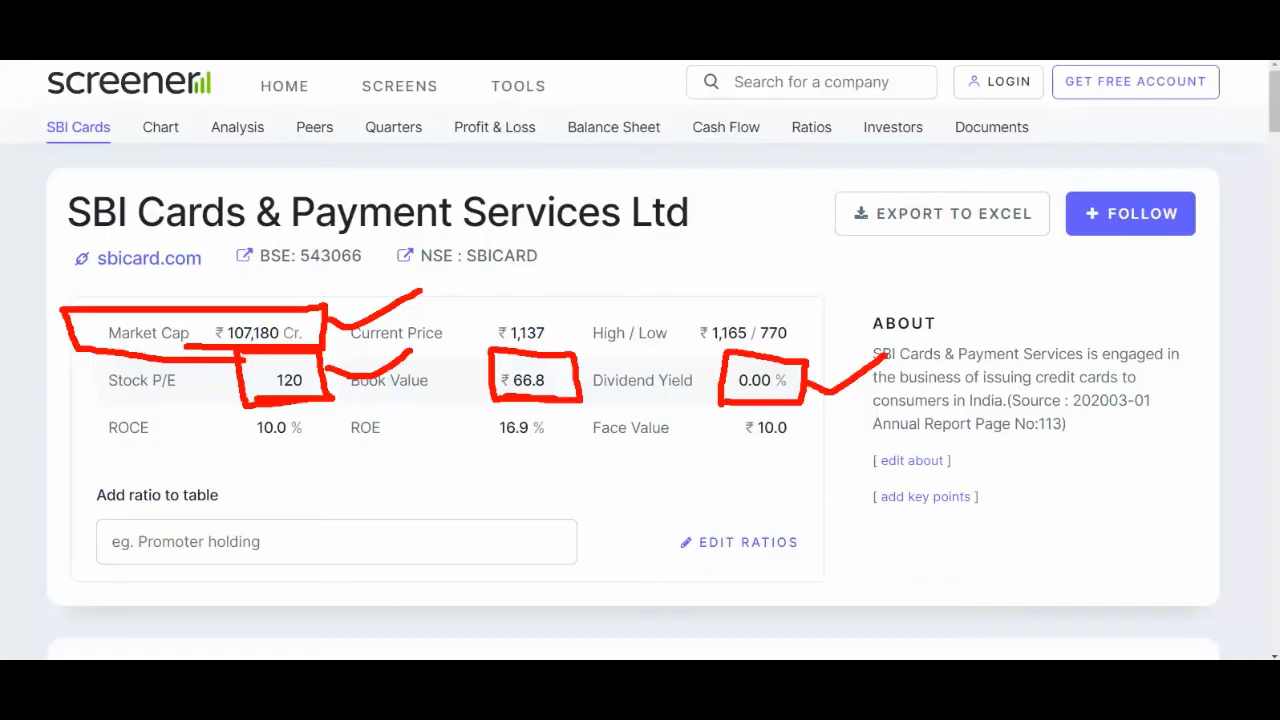 screener HOME SCREENS TOOLS Search for a company LOGIN GET FREE ACCOUNT
SBI Cards Chart Analysis Peers Quarters Profit & Loss Balance Sheet Cash Flow Ratios Investors Documents
SBI Cards & Payment Services Ltd
EXPORT TO EXCEL + FOLLOW
sbicard.com BSE: 543066 NSE : SBICARD
Market Cap ₹ 107,180 Cr. Current Price ₹ 1,137 High / Low ₹ 1,165 / 770
Stock P/E 120 Book Value ₹ 66.8 Dividend Yield 0.00 %
ROCE 10.0 % ROE 16.9 % Face Value ₹ 10.0
Add ratio to table
eg. Promoter holding EDIT RATIOS
ABOUT
SBI Cards & Payment Services is engaged in
the business of issuing credit cards to
consumers in India.(Source : 202003-01
Annual Report Page No:113)
[ edit about ]
[ add key points ]